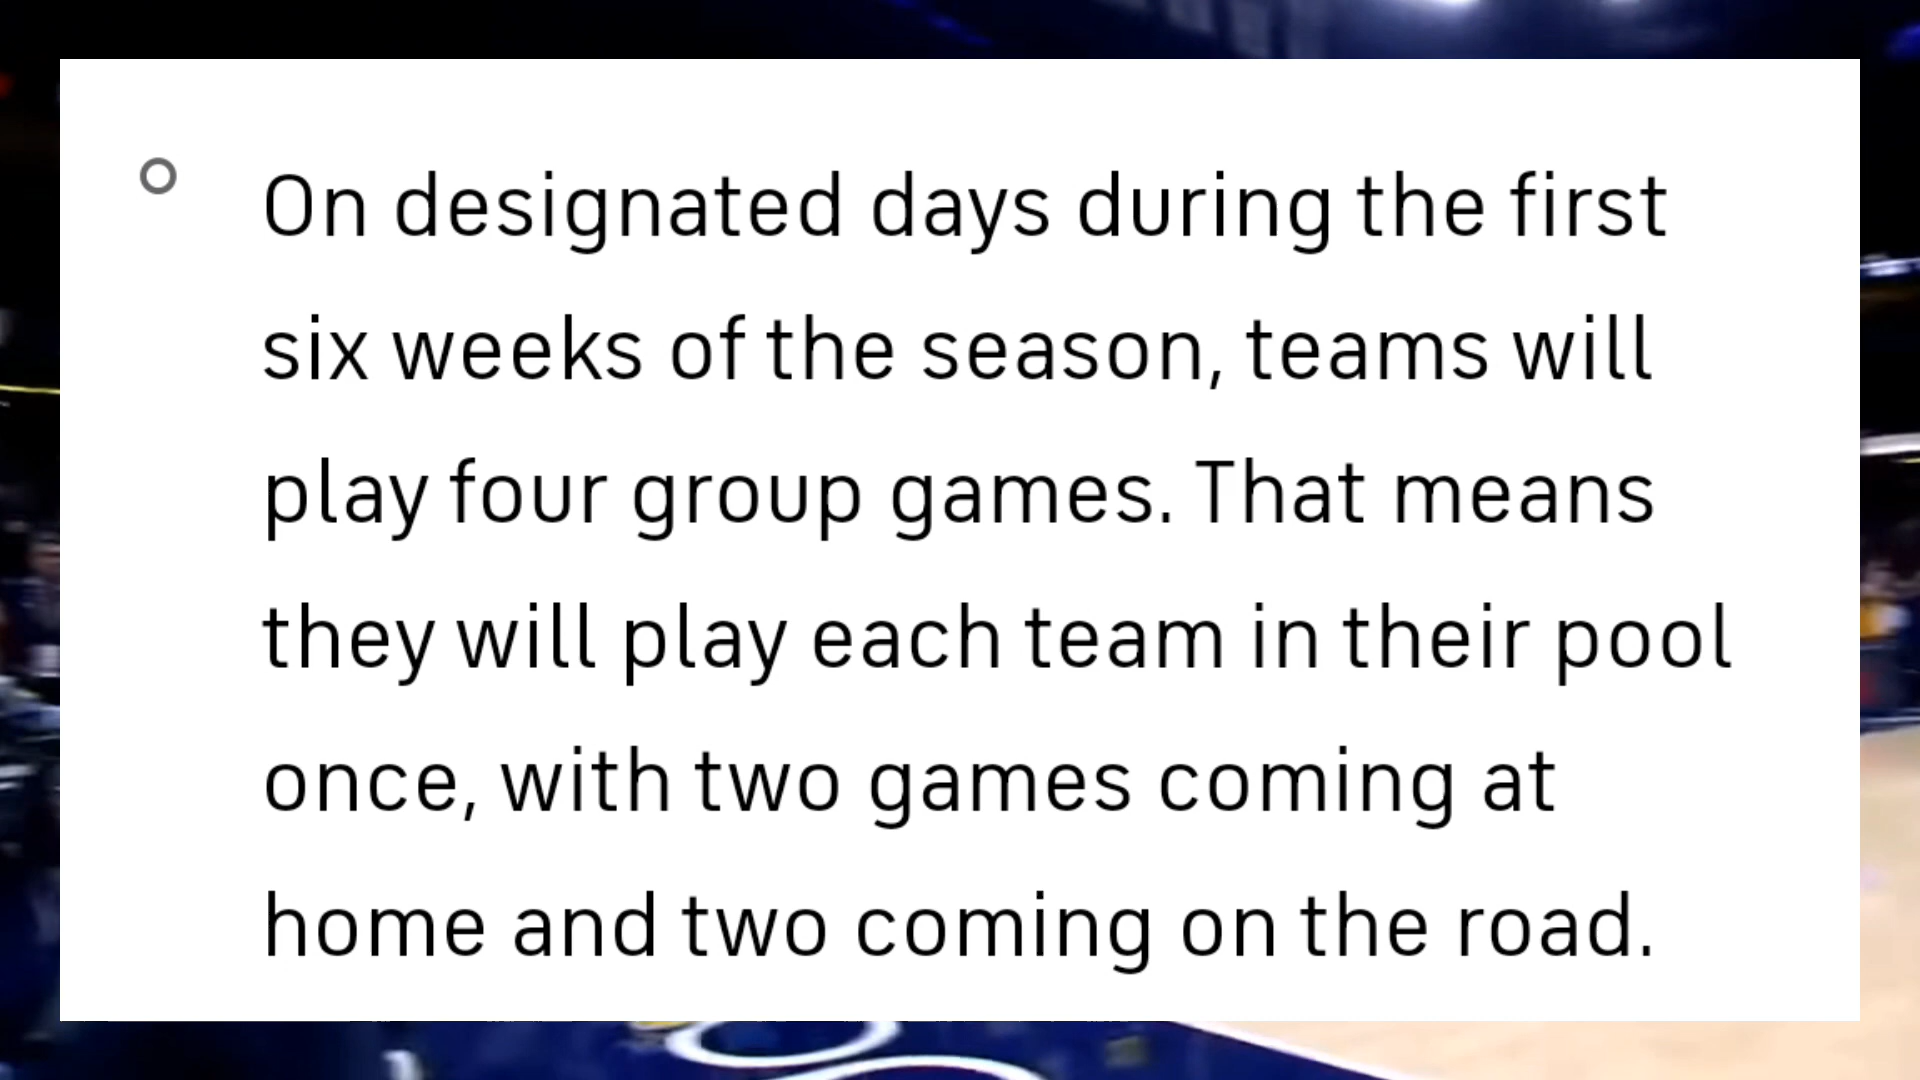 On designated days during the first
six weeks of the season, teams will
play four group games. That means
they will play each team in their pool
once, with two games coming at
home and two coming on the road.